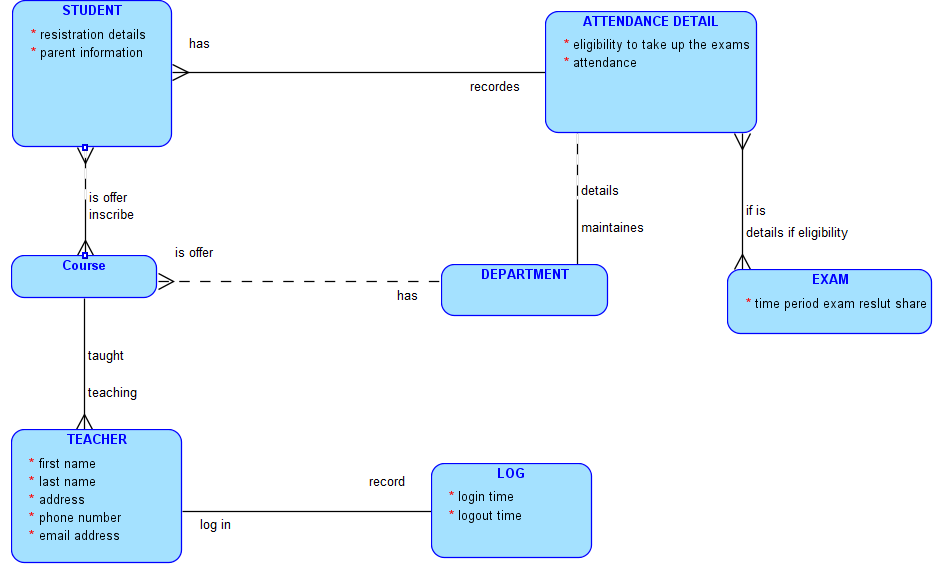 STUDENT
* resistration details
* parent information
has
recordes
ATTENDANCE DETAIL
* eligibility to take up the exams
* attendance
is offer
inscribe
details
maintaines
if is
details if eligibility
Course
is offer
has
DEPARTMENT
EXAM
* time period exam reslut share
taught
teaching
TEACHER
* first name
* last name
* address
* phone number
* email address
record
log in
LOG
* login time
* logout time